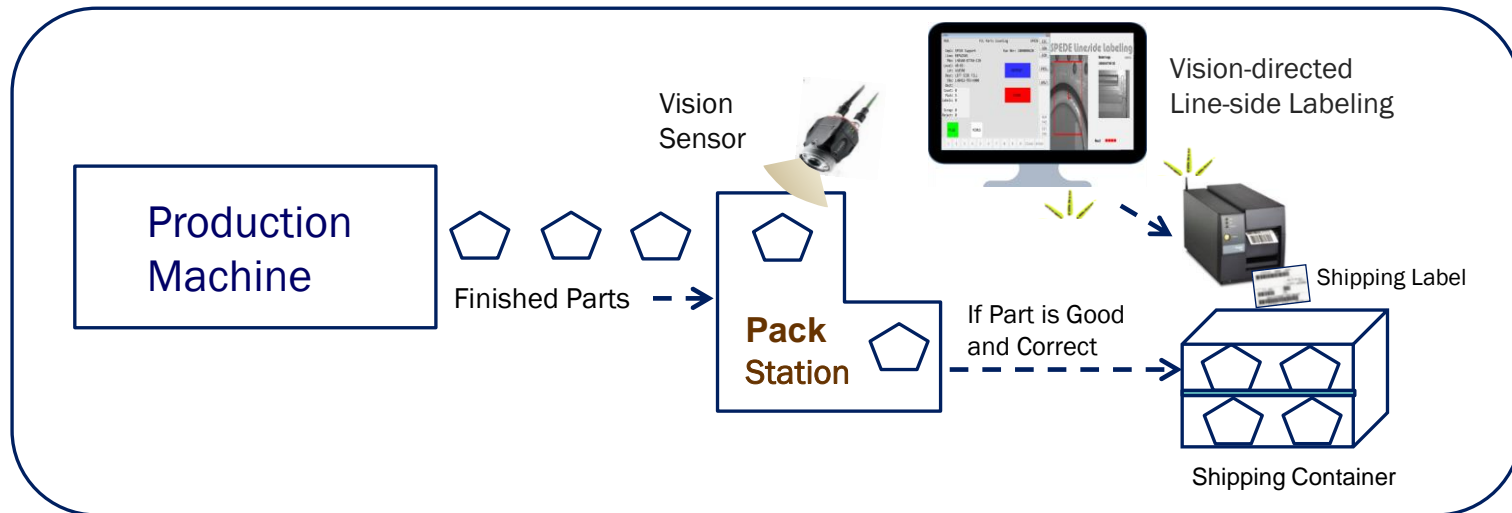 Production
Machine
Finished Parts
Vision
Sensor
Pack
Station
SPEDE Lineside labeling
Vision-directed
Line-side Labeling
If Part is Good
and Correct
Shipping Label
Shipping Container